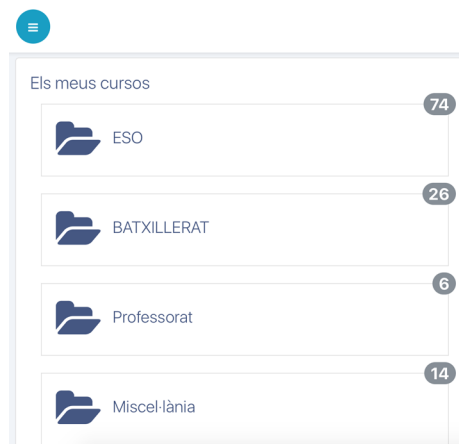 Els meus cursos
74
ESO
26
BATXILLERAT
6
Professorat
14
Miscel·lània